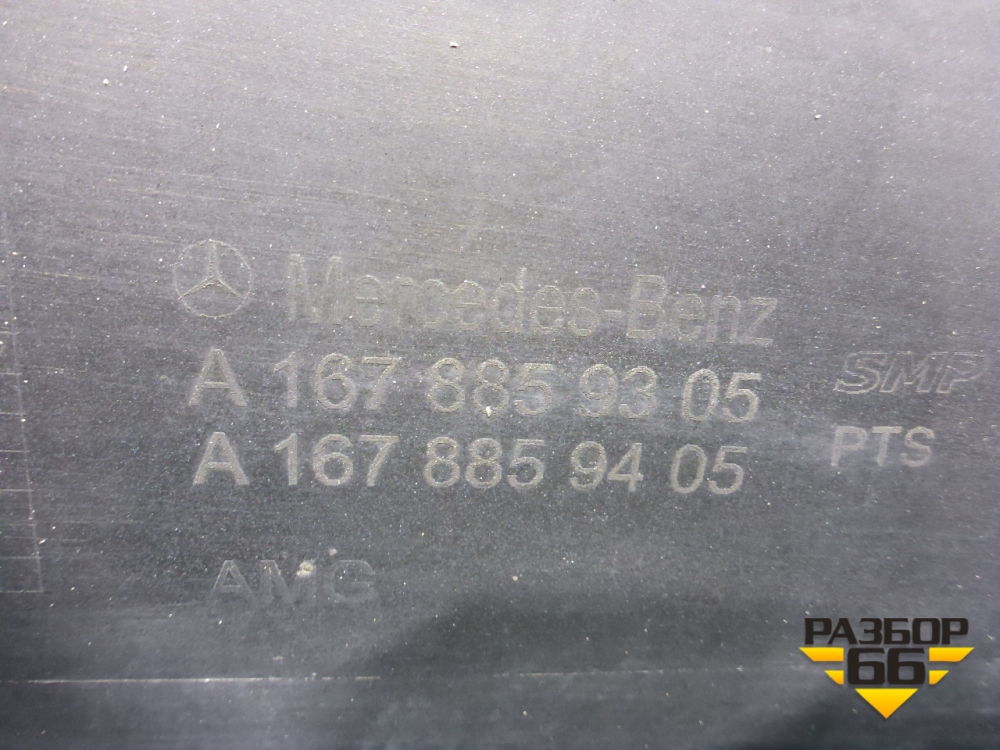 Mercedes-Benz
A 167 885 93 05
SMP
A 167 885 94 05
PTS
AMG
РАЗБОР
66